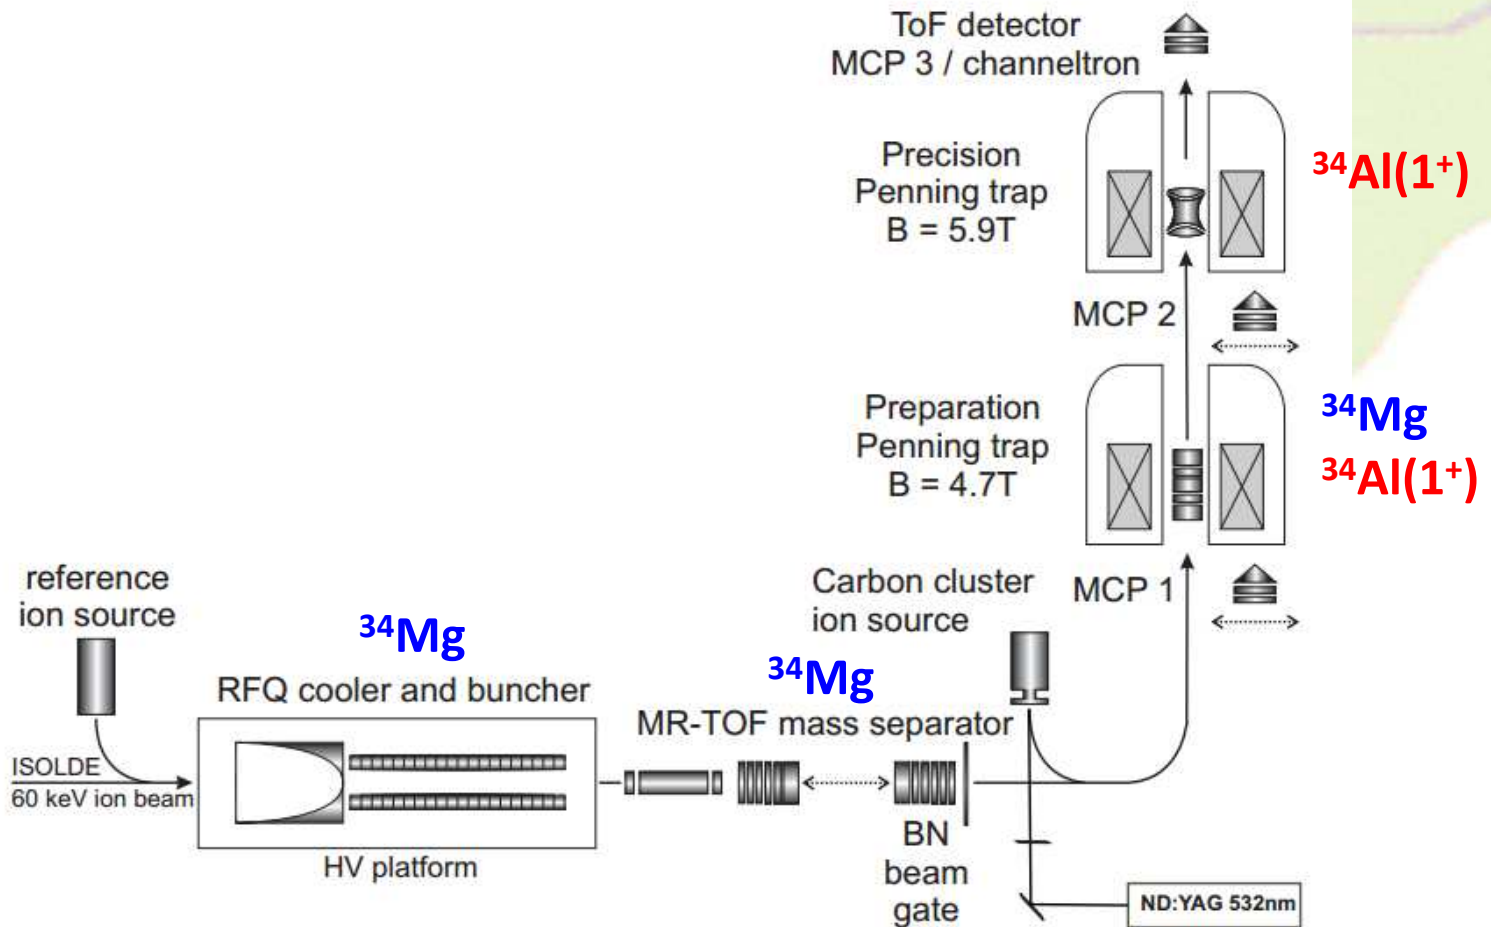 ToF detector
MCP 3 / channeltron
Precision
Penning trap
B = 5.9T
³⁴Al(1⁺)
MCP 2
Preparation
Penning trap
B = 4.7T
³⁴Mg
³⁴Al(1⁺)
MCP 1
reference
ion source
Carbon cluster
ion source
³⁴Mg
RFQ cooler and buncher
³⁴Mg
MR-TOF mass separator
ISOLDE
60 keV ion beam
HV platform
BN
beam
gate
ND:YAG 532nm